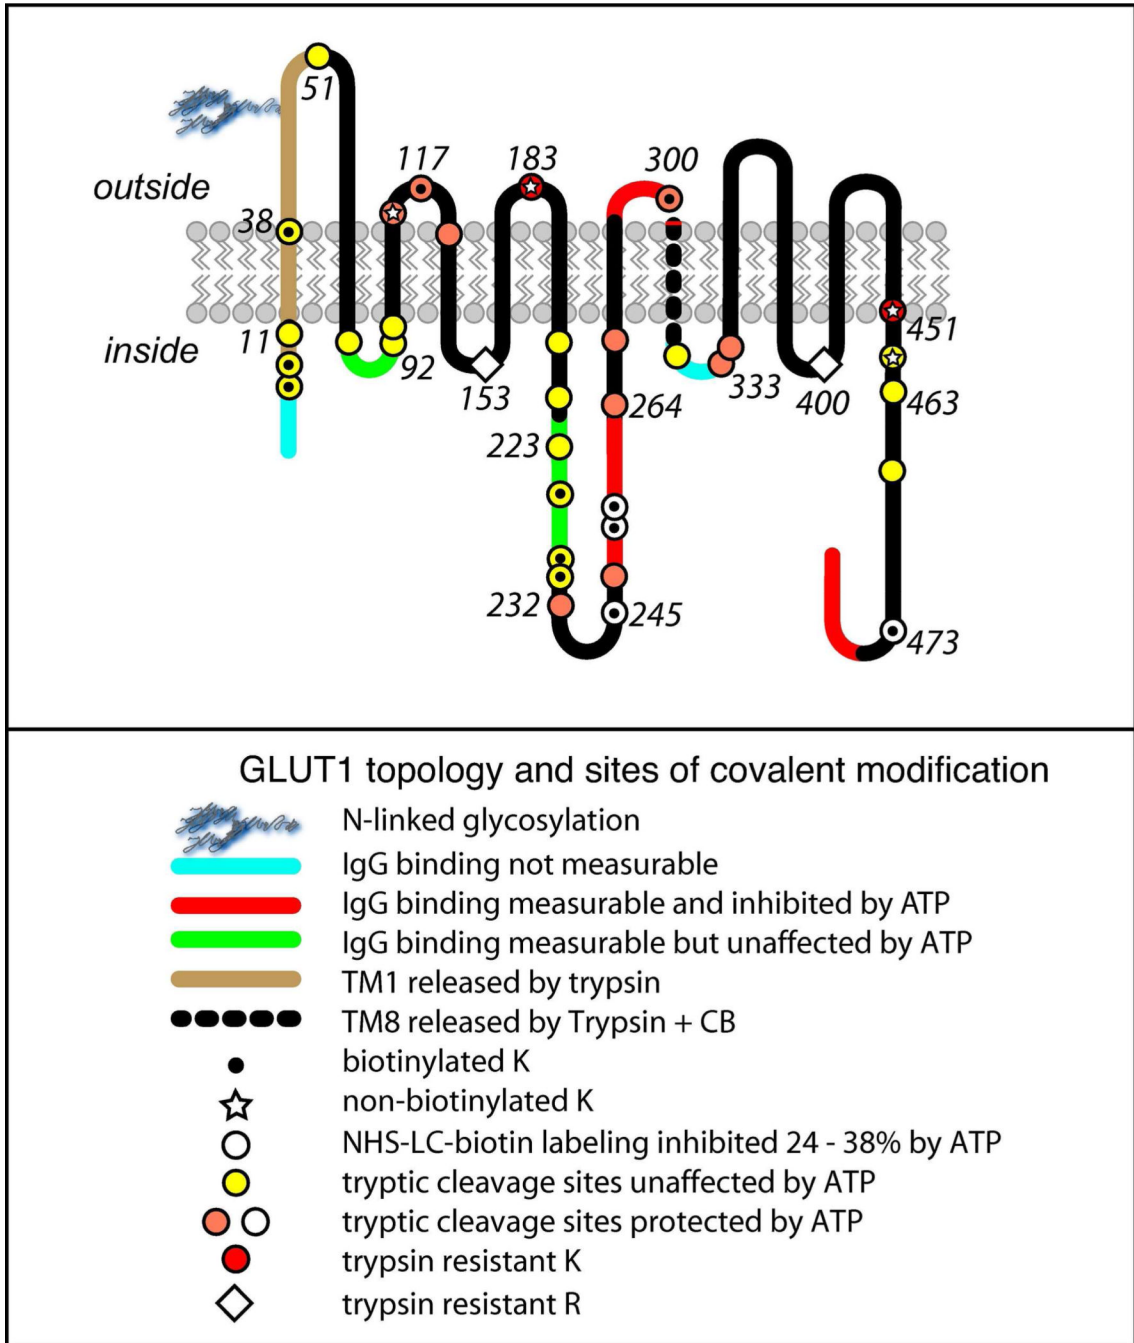 51
117
183
300
outside
38
inside
11
92
153
333
400
451
463
264
223
232
245
473
GLUT1 topology and sites of covalent modification
N-linked glycosylation
IgG binding not measurable
IgG binding measurable and inhibited by ATP
IgG binding measurable but unaffected by ATP
TM1 released by trypsin
TM8 released by Trypsin + CB
biotinylated K
non-biotinylated K
NHS-LC-biotin labeling inhibited 24 - 38% by ATP
tryptic cleavage sites unaffected by ATP
tryptic cleavage sites protected by ATP
trypsin resistant K
trypsin resistant R